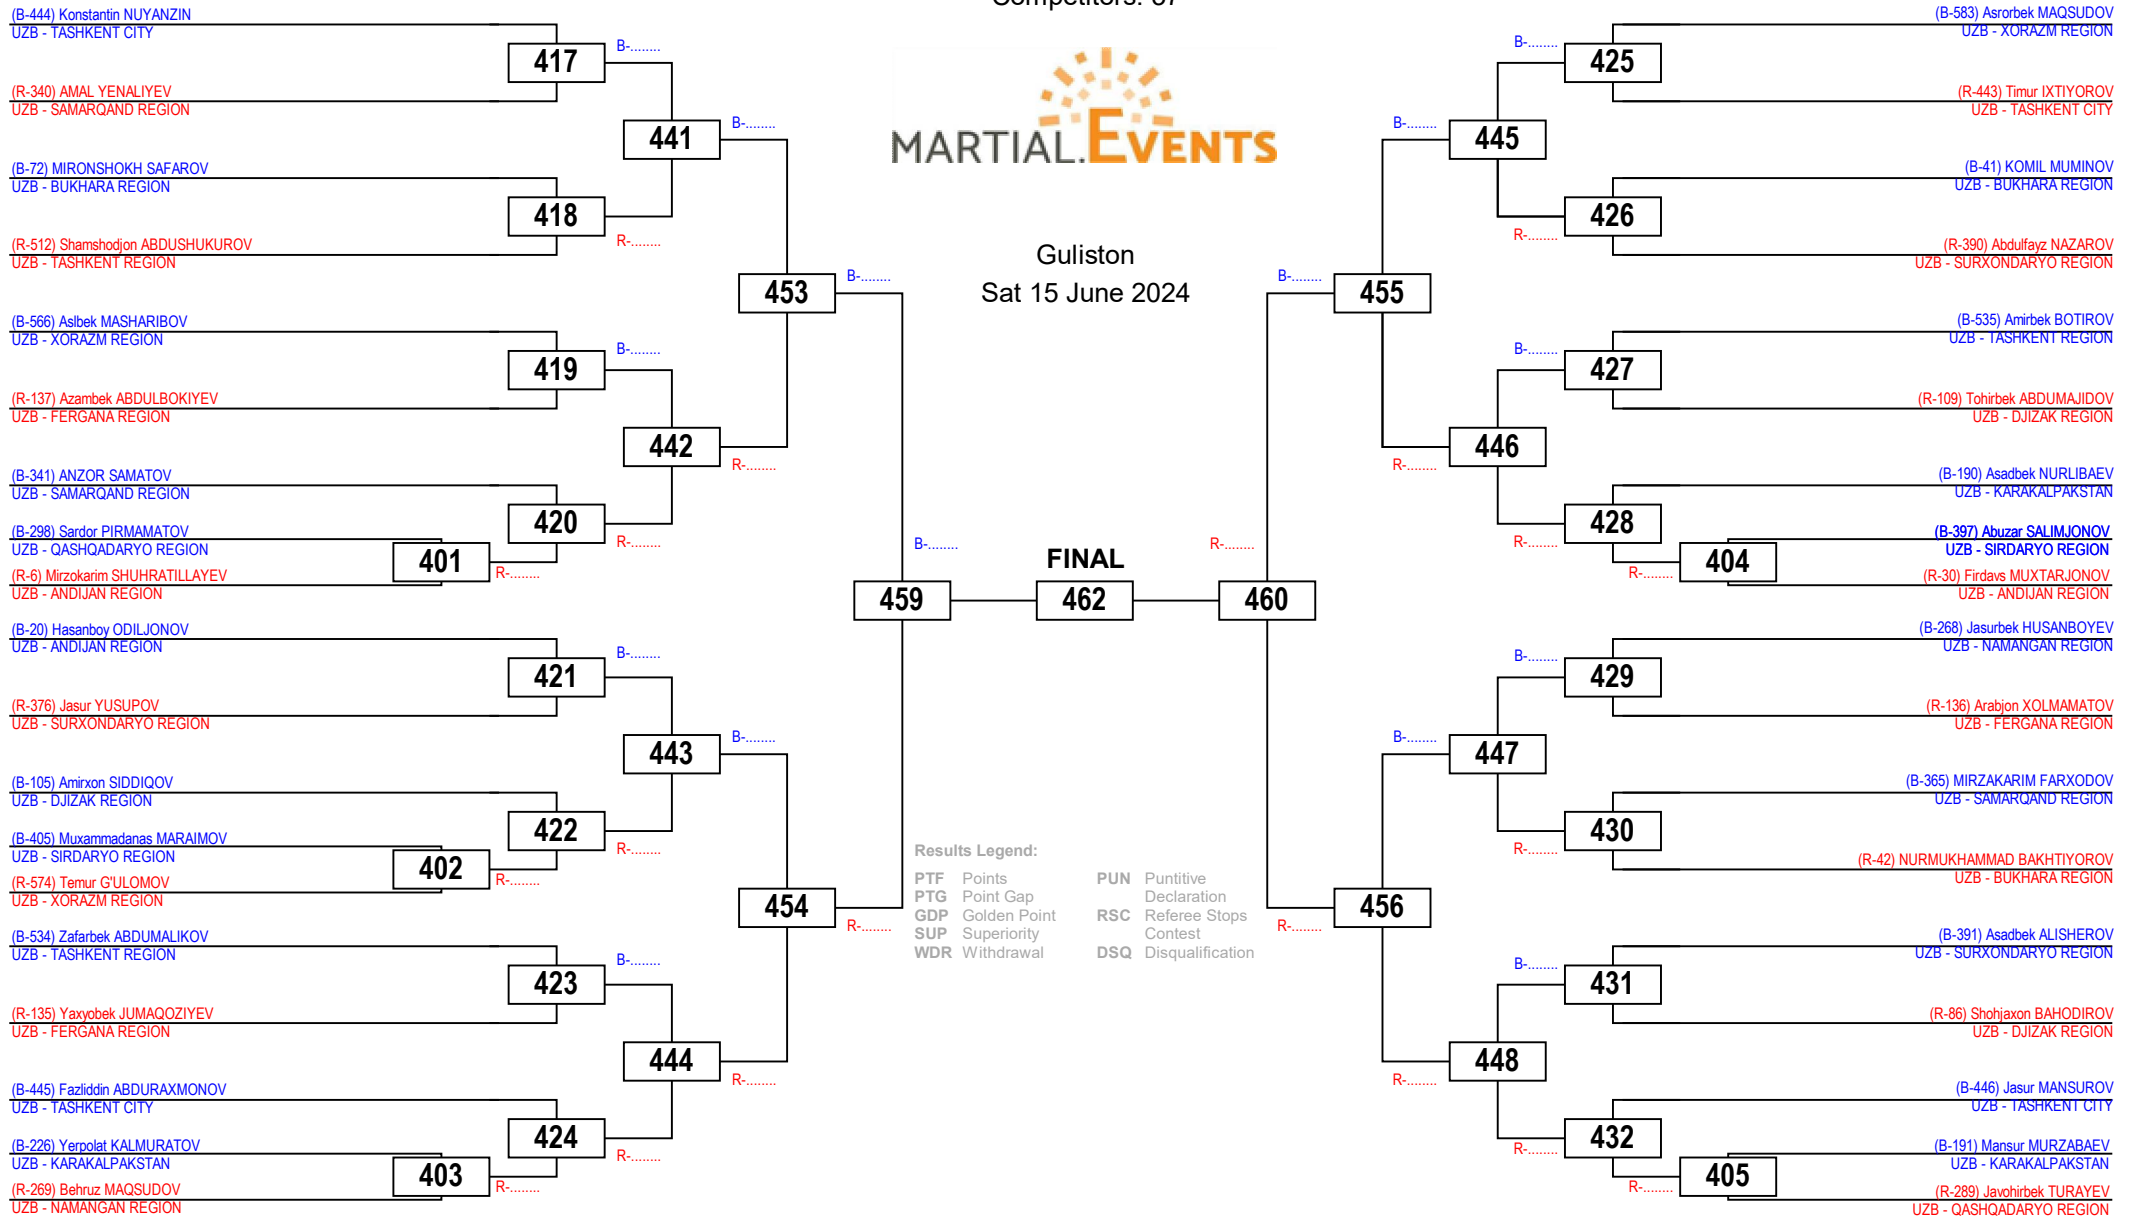 Competitors: 37
(B-444) Konstantin NUYANZIN
UZB - TASHKENT CITY
417
B-........
(R-340) AMAL YENALIYEV
UZB - SAMARQAND REGION
441
B-........
(B-72) MIRONSHOKH SAFAROV
UZB - BUKHARA REGION
418
R-........
(R-512) Shamshodjon ABDUSHUKUROV
UZB - TASHKENT REGION
453
B-........
(B-566) Aslbek MASHARIBOV
UZB - XORAZM REGION
419
B-........
(R-137) Azambek ABDULBOKIYEV
UZB - FERGANA REGION
442
R-........
(B-341) ANZOR SAMATOV
UZB - SAMARQAND REGION
420
R-........
(B-298) Sardor PIRMAMATOV
UZB - QASHQADARYO REGION
401
R-........
(R-6) Mirzokarim SHUHRATILLAYEV
UZB - ANDIJAN REGION
B-........
459
(B-20) Hasanboy ODILJONOV
UZB - ANDIJAN REGION
421
B-........
(R-376) Jasur YUSUPOV
UZB - SURXONDARYO REGION
443
B-........
(B-105) Amirxon SIDDIQOV
UZB - DJIZAK REGION
422
R-........
(B-405) Muxammadanas MARAIMOV
UZB - SIRDARYO REGION
402
R-........
(R-574) Temur G'ULOMOV
UZB - XORAZM REGION
454
R-........
(B-534) Zafarbek ABDUMALIKOV
UZB - TASHKENT REGION
423
B-........
(R-135) Yaxyobek JUMAQOZIYEV
UZB - FERGANA REGION
444
R-........
(B-445) Fazliddin ABDURAXMONOV
UZB - TASHKENT CITY
424
R-........
(B-226) Yerpolat KALMURATOV
UZB - KARAKALPAKSTAN
403
R-........
(R-269) Behruz MAQSUDOV
UZB - NAMANGAN REGION
MARTIAL.EVENTS
Guliston
Sat 15 June 2024
FINAL
462
Results Legend:
PTF Points
PTG Point Gap
GDP Golden Point
SUP Superiority
WDR Withdrawal
PUN Puntitive
Declaration
RSC Referee Stops
Contest
DSQ Disqualification
(B-583) Asrorbek MAQSUDOV
UZB - XORAZM REGION
B-........
425
(R-443) Timur IXTIYOROV
UZB - TASHKENT CITY
B-........
445
(B-41) KOMIL MUMINOV
UZB - BUKHARA REGION
426
R-........
(R-390) Abdulfayz NAZAROV
UZB - SURXONDARYO REGION
B-........
455
(B-535) Amirbek BOTIROV
UZB - TASHKENT REGION
B-........
427
(R-109) Tohirbek ABDUMAJIDOV
UZB - DJIZAK REGION
446
R-........
(B-190) Asadbek NURLIBAEV
UZB - KARAKALPAKSTAN
428
R-........
(B-397) Abuzar SALIMJONOV
UZB - SIRDARYO REGION
404
R-........
(R-30) Firdavs MUXTARJONOV
UZB - ANDIJAN REGION
R-........
460
(B-268) Jasurbek HUSANBOYEV
UZB - NAMANGAN REGION
B-........
429
(R-136) Arabjon XOLMAMATOV
UZB - FERGANA REGION
B-........
447
(B-365) MIRZAKARIM FARXODOV
UZB - SAMARQAND REGION
430
R-........
(R-42) NURMUKHAMMAD BAKHTIYOROV
UZB - BUKHARA REGION
456
R-........
(B-391) Asadbek ALISHEROV
UZB - SURXONDARYO REGION
B-........
431
(R-86) Shohjaxon BAHODIROV
UZB - DJIZAK REGION
448
R-........
(B-446) Jasur MANSUROV
UZB - TASHKENT CITY
432
R-........
(B-191) Mansur MURZABAEV
UZB - KARAKALPAKSTAN
405
R-........
(R-289) Javohirbek TURAYEV
UZB - QASHQADARYO REGION